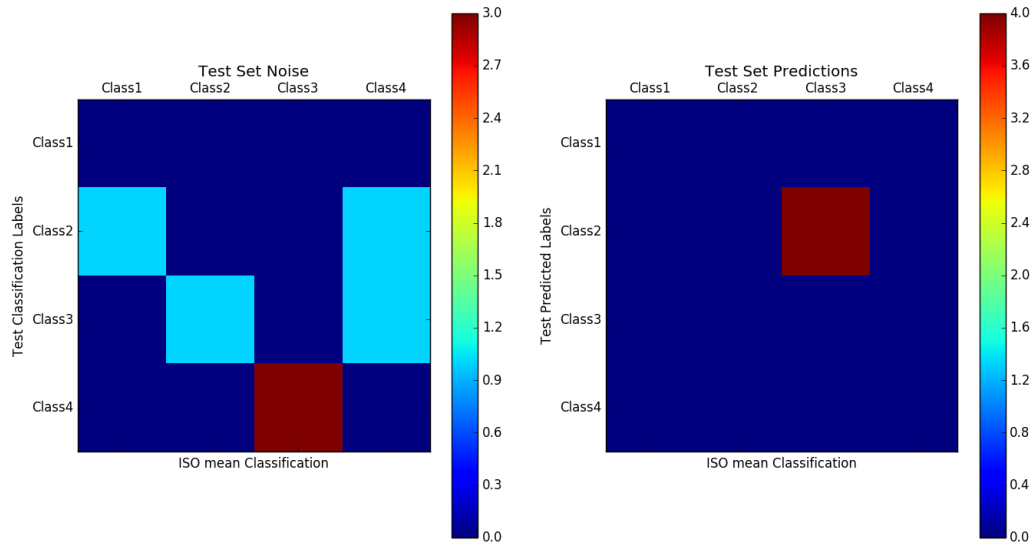 Test Set Noise
Class1 Class2 Class3 Class4
Class1
Class2
Class3
Class4
Test Classification Labels
ISO mean Classification
3.0
2.7
2.4
2.1
1.8
1.5
1.2
0.9
0.6
0.3
0.0
Test Set Predictions
Class1 Class2 Class3 Class4
Class1
Class2
Class3
Class4
Test Predicted Labels
ISO mean Classification
4.0
3.6
3.2
2.8
2.4
2.0
1.6
1.2
0.8
0.4
0.0